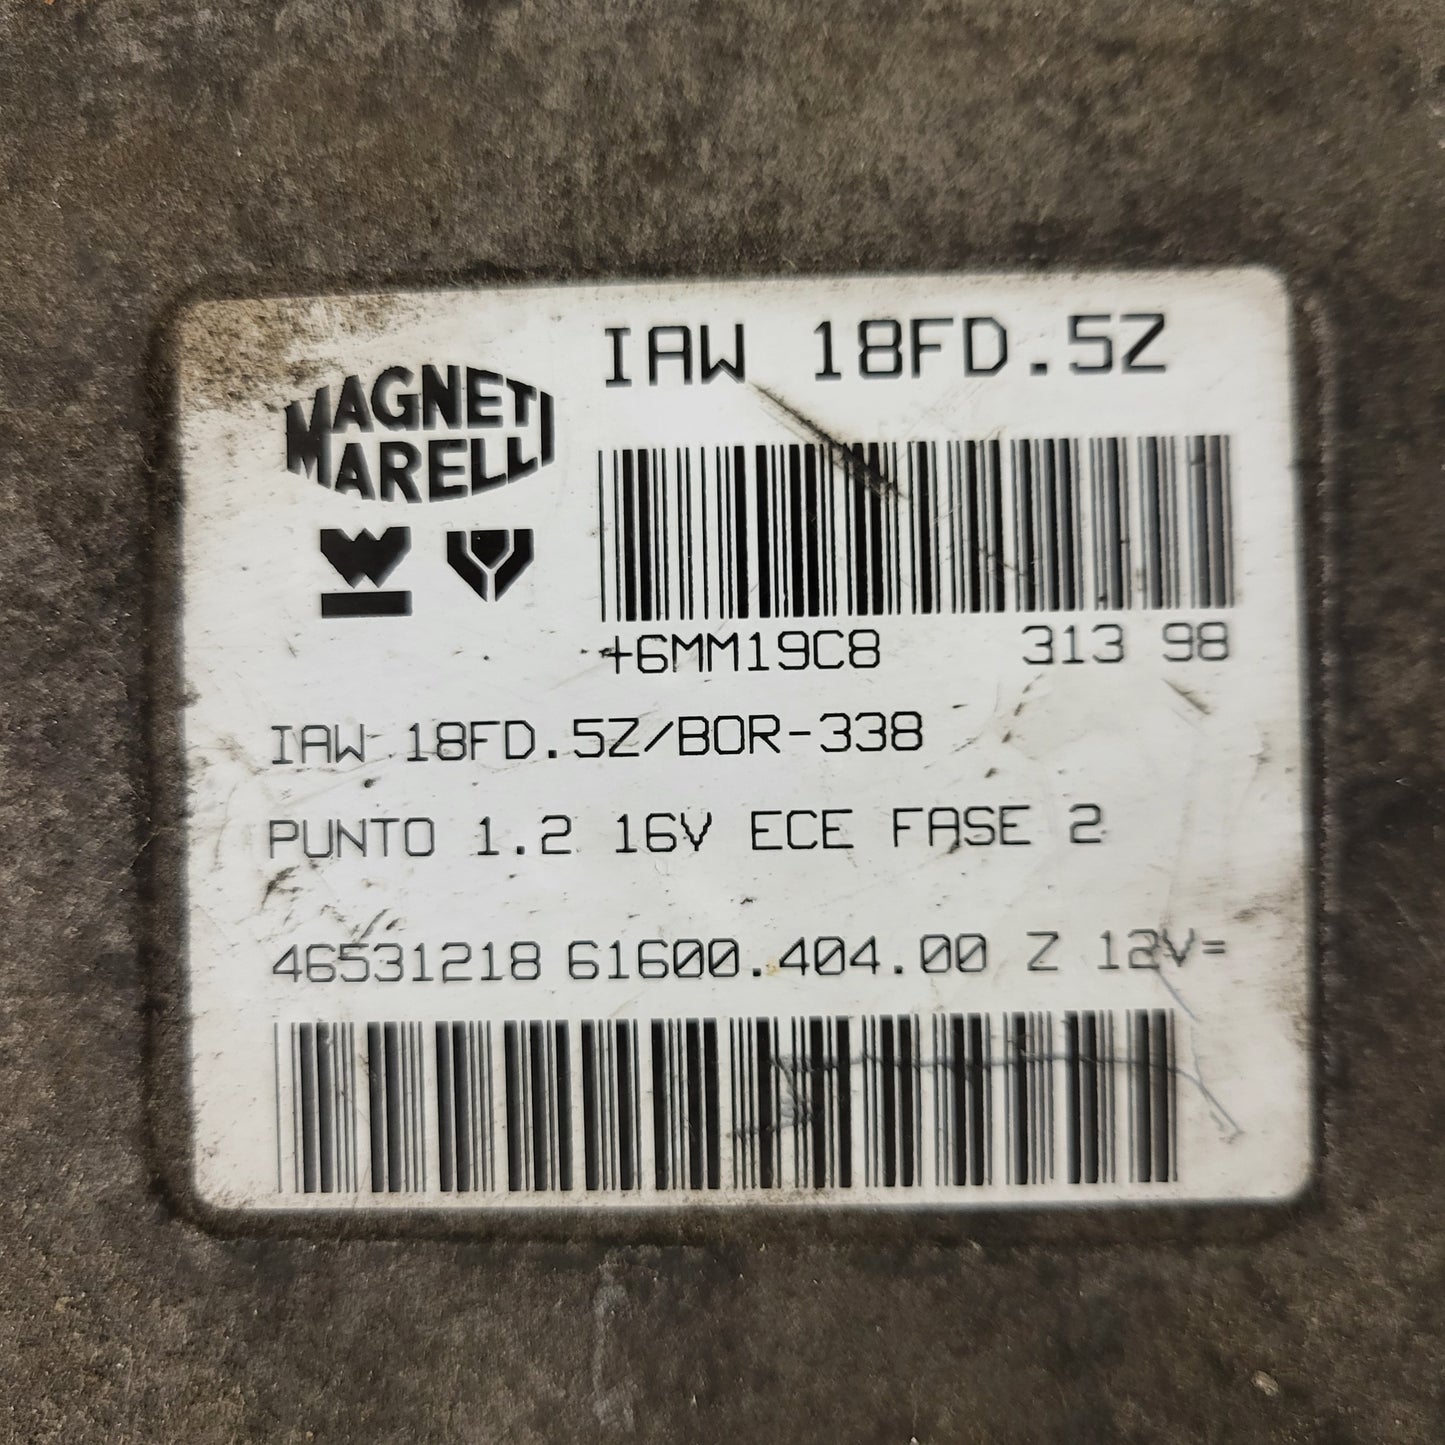 IAW 18FD.5Z
MAGNETI
MARELLI
+6MM19C8 313 98
IAW 18FD.5Z/BOR-338
PUNTO 1.2 16V ECE FASE 2
46531218 61600.404.00 Z 12V=